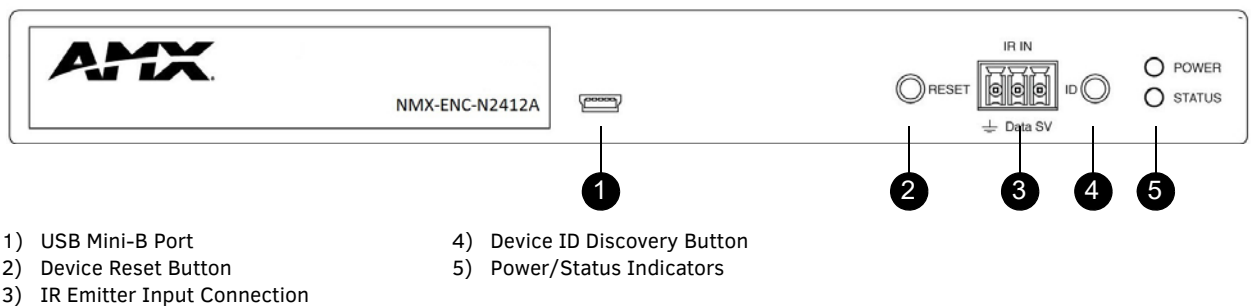 AMX
NMX-ENC-N2412A
IR IN
RESET
ID
POWER
STATUS
Data SV
1
2
3
4
5
1) USB Mini-B Port
2) Device Reset Button
3) IR Emitter Input Connection
4) Device ID Discovery Button
5) Power/Status Indicators